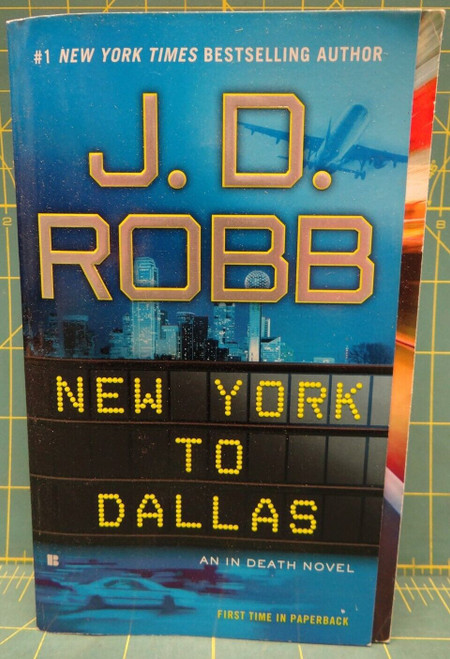 #1 NEW YORK TIMES BESTSELLING AUTHOR
J. D.
ROBB
NEW YORK
TO
DALLAS
AN IN DEATH NOVEL
B
FIRST TIME IN PAPERBACK